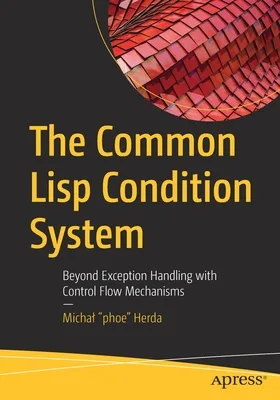 The Common
Lisp Condition
System
Beyond Exception Handling with
Control Flow Mechanisms
Michał “phoe” Herda
Apress®